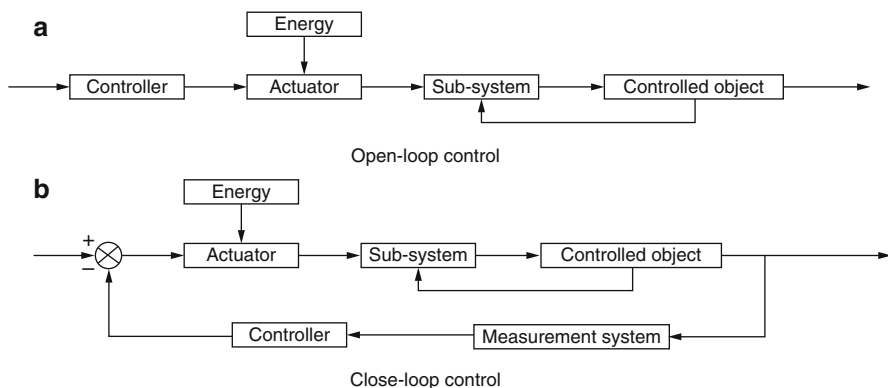 a
Energy
Controller
Actuator
Sub-system
Controlled object
Open-loop control
b
Energy
+
−
Actuator
Sub-system
Controlled object
Controller
Measurement system
Close-loop control